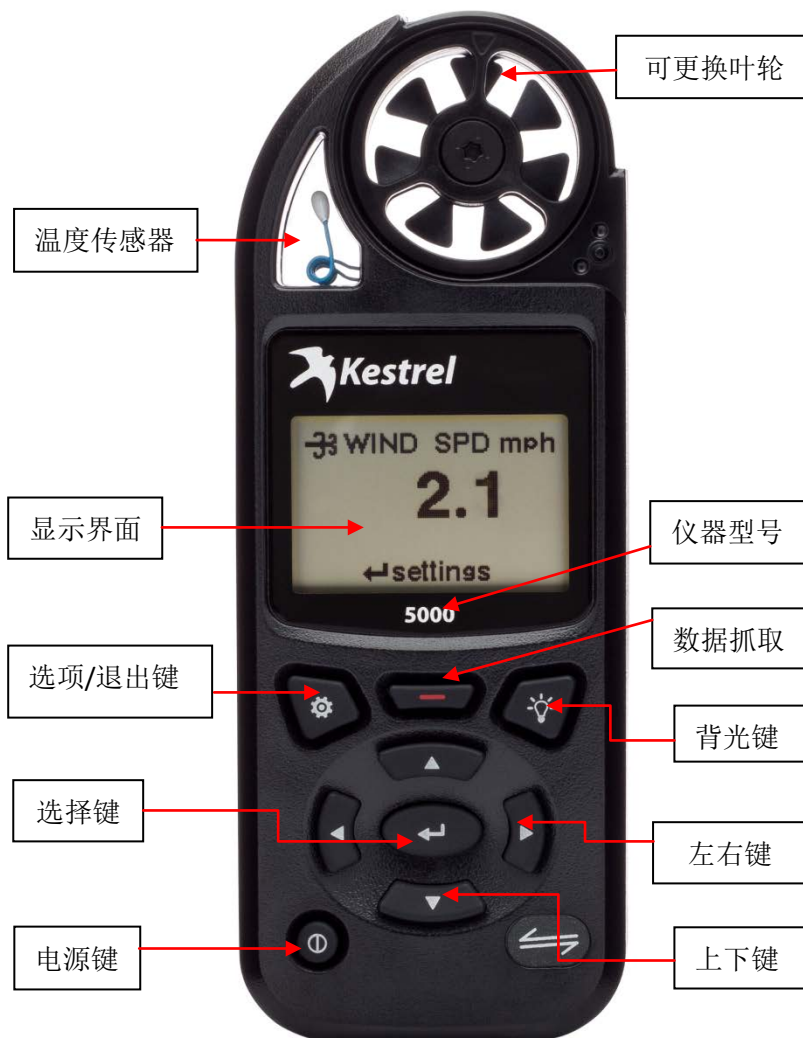 可更换叶轮
温度传感器
Kestrel
WIND SPD mph
2.1
显示界面
settings
仪器型号
5000
数据抓取
选项/退出键
背光键
选择键
左右键
电源键
上下键